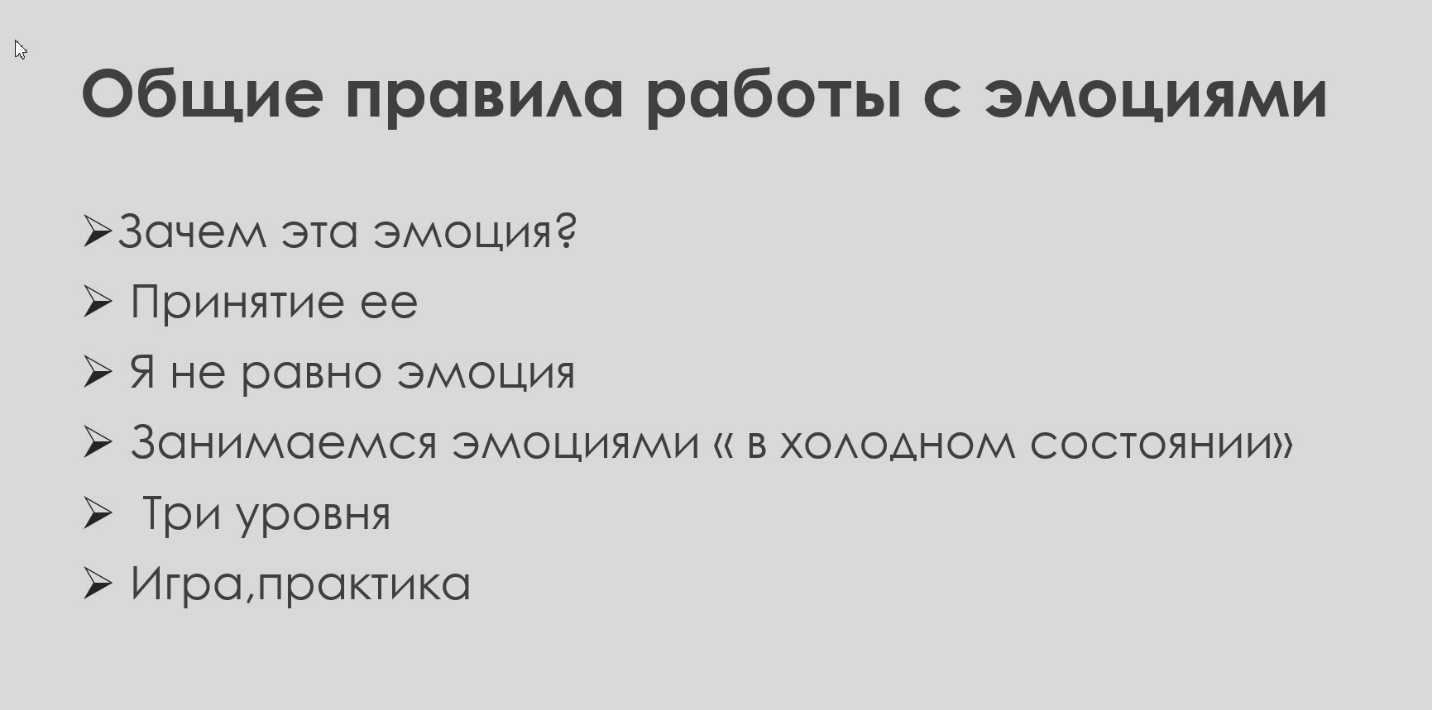 Общие правила работы с эмоциями
➢Зачем эта эмоция?
➢ Принятие ее
➢ Я не равно эмоция
➢ Занимаемся эмоциями « в холодном состоянии»
➢ Три уровня
➢ Игра,практика